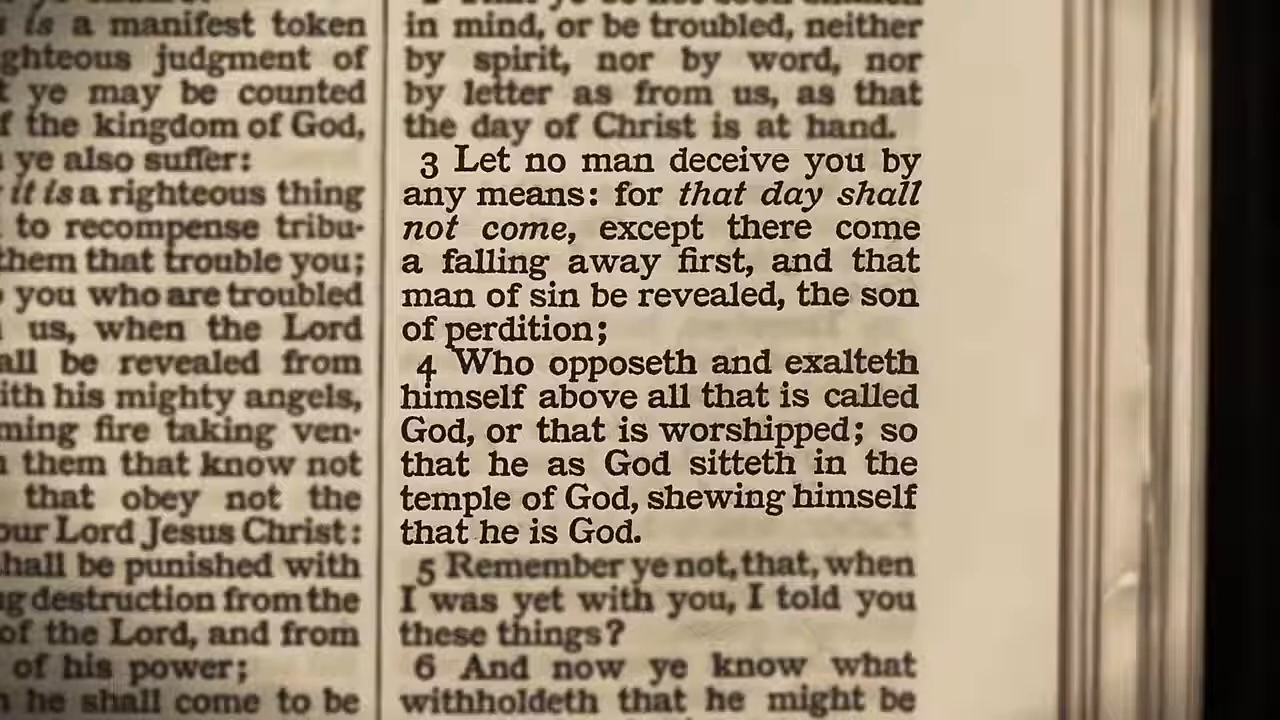 is a manifest token
ghteous judgment of
ye may be counted
f the kingdom of God,
ye also suffer:
it is a righteous thing
to recompense tribu-
them that trouble you;
you who are troubled
us, when the Lord
all be revealed from
ith his mighty angels,
ming fire taking ven-
them that know not
that obey not the
our Lord Jesus Christ:
hall be punished with
g destruction from the
of the Lord, and from
of his power;
he shall come to be
in mind, or be troubled, neither
by spirit, nor by word, nor
by letter as from us, as that
the day of Christ is at hand.
3 Let no man deceive you by
any means: for that day shall
not come, except there come
a falling away first, and that
man of sin be revealed, the son
of perdition;
4 Who opposeth and exalteth
himself above all that is called
God, or that is worshipped; so
that he as God sitteth in the
temple of God, shewing himself
that he is God.
5 Remember ye not, that, when
I was yet with you, I told you
these things?
6 And now ye know what
withholdeth that he might be